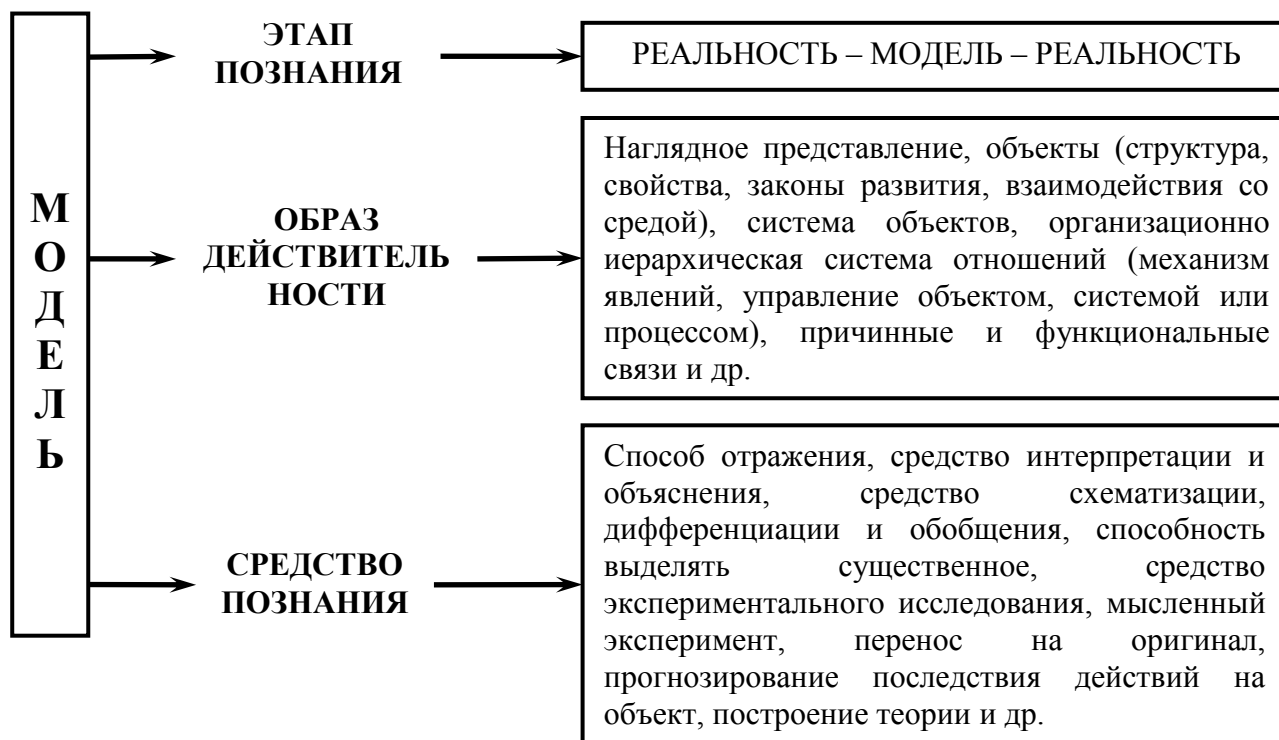 МОДЕЛЬ
ЭТАП
ПОЗНАНИЯ
РЕАЛЬНОСТЬ – МОДЕЛЬ – РЕАЛЬНОСТЬ
ОБРАЗ
ДЕЙСТВИТЕЛЬ
НОСТИ
Наглядное представление, объекты (структура,
свойства, законы развития, взаимодействия со
средой), система объектов, организационно
иерархическая система отношений (механизм
явлений, управление объектом, системой или
процессом), причинные и функциональные
связи и др.
СРЕДСТВО
ПОЗНАНИЯ
Способ отражения, средство интерпретации и
объяснения, средство схематизации,
дифференциации и обобщения, способность
выделять существенное, средство
экспериментального исследования, мысленный
эксперимент, перенос на оригинал,
прогнозирование последствия действий на
объект, построение теории и др.